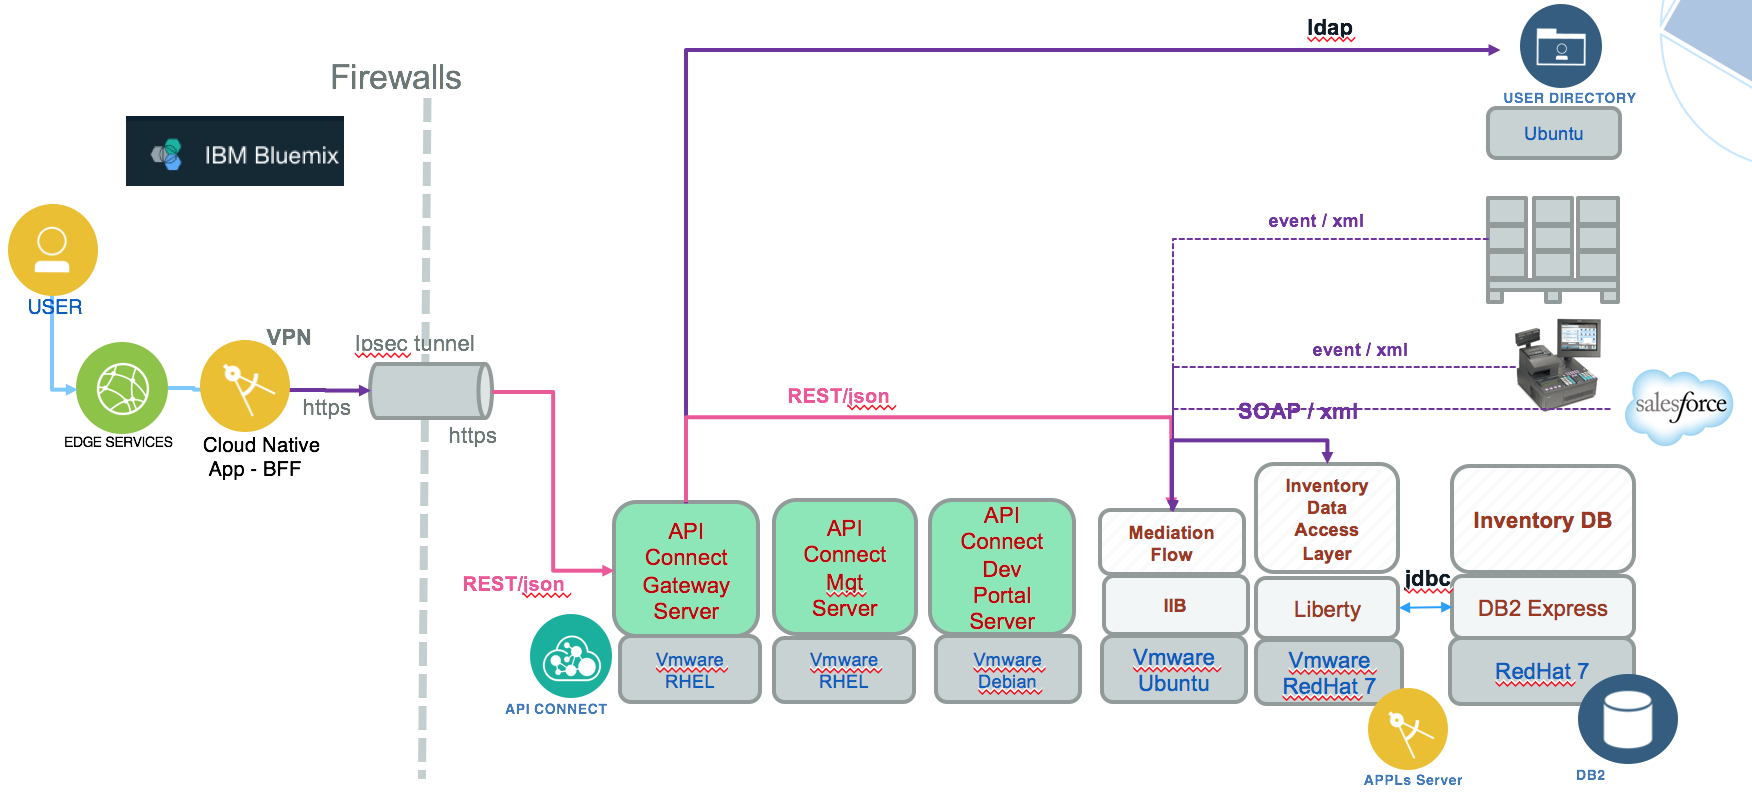 ldap
USER DIRECTORY
Ubuntu
Firewalls
IBM Bluemix
USER
VPN
Ipsec tunnel
https
https
EDGE SERVICES
Cloud Native
App - BFF
event / xml
event / xml
SOAP / xml
salesforce
REST/json
REST/json
API
Connect
Gateway
Server
Vmware
RHEL
API CONNECT
API
Connect
Mgt
Server
Vmware
RHEL
API
Connect
Dev
Portal
Server
Vmware
Debian
Mediation
Flow
IIB
Vmware
Ubuntu
Inventory
Data
Access
Layer
Liberty
Vmware
RedHat 7
APPLs Server
jdbc
Inventory DB
DB2 Express
RedHat 7
DB2